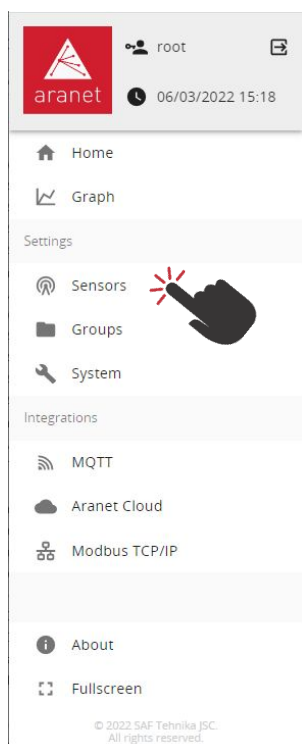 root
aranet
06/03/2022 15:18
Home
Graph
Settings
Sensors
Groups
System
Integrations
MQTT
Aranet Cloud
Modbus TCP/IP
About
Fullscreen
© 2022 SAF Tehnika JSC.
All rights reserved.